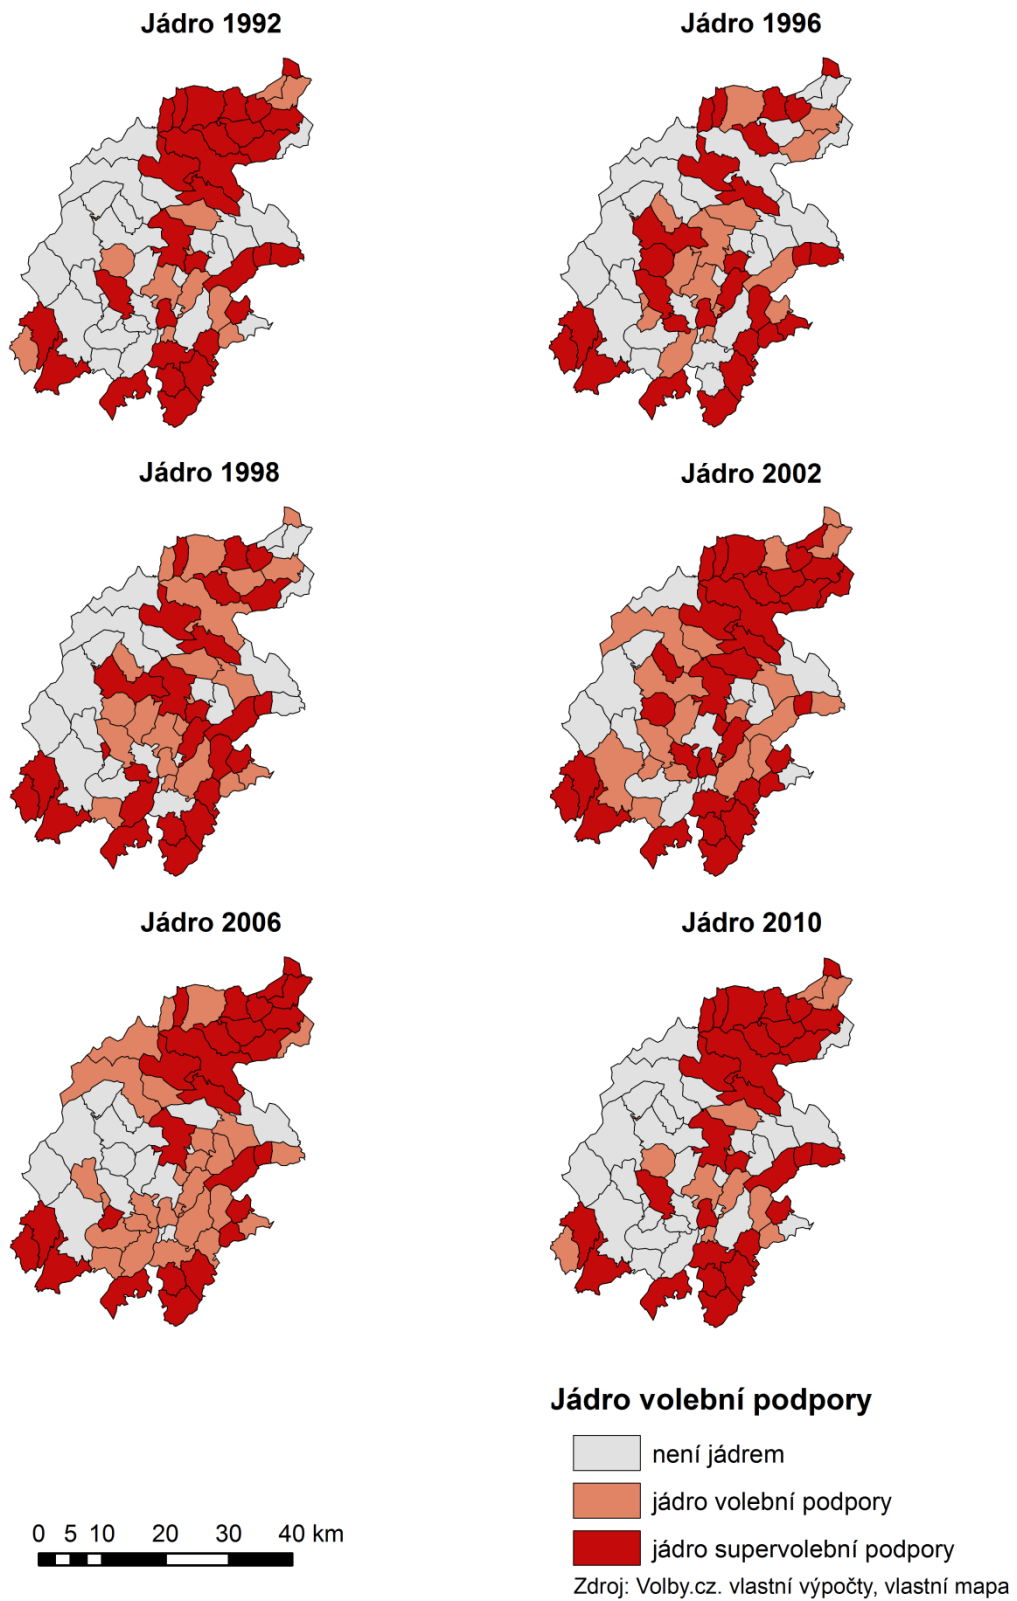 Jádro 1992
Jádro 1996
Jádro 1998
Jádro 2002
Jádro 2006
Jádro 2010
Jádro volební podpory
není jádrem
jádro volební podpory
jádro supervolební podpory
0 5 10 20 30 40 km
Zdroj: Volby.cz. vlastní výpočty, vlastní mapa